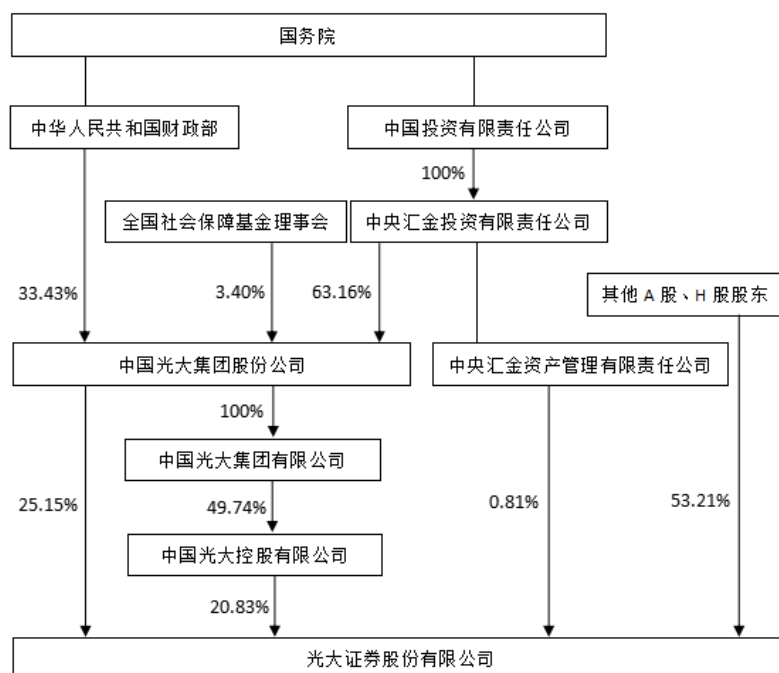 国务院
中华人民共和国财政部
中国投资有限责任公司
100%
全国社会保障基金理事会
中央汇金投资有限责任公司
33.43%
3.40%
63.16%
其他 A 股、H 股股东
中国光大集团股份公司
中央汇金资产管理有限责任公司
100%
中国光大集团有限公司
25.15%
49.74%
0.81%
53.21%
中国光大控股有限公司
20.83%
光大证券股份有限公司